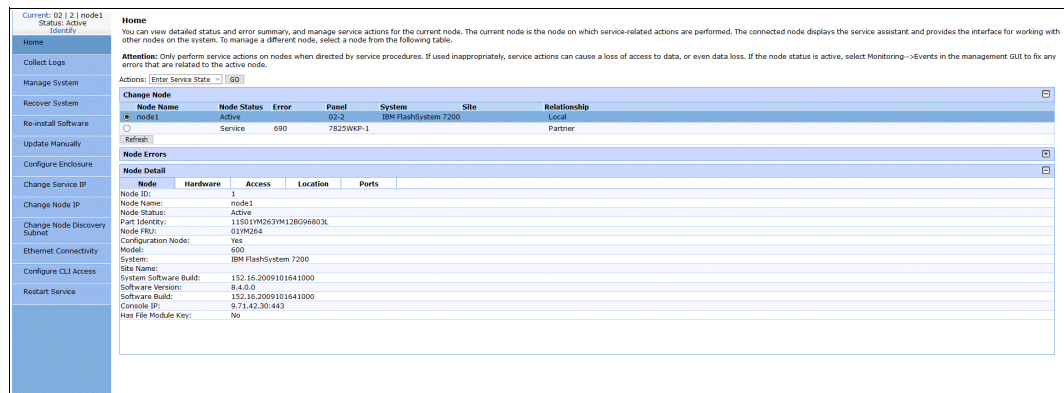 Current: 02 | 2 | node1
Status: Active
Identify
Home
Collect Logs
Manage System
Recover System
Re-install Software
Update Manually
Configure Enclosure
Change Service IP
Change Node IP
Change Node Discovery
Subnet
Ethernet Connectivity
Configure CLI Access
Restart Service
Home
You can view detailed status and error summary, and manage service actions for the current node. The current node is the node on which service-related actions are performed. The connected node displays the service assistant and provides the interface for working with
other nodes on the system. To manage a different node, select a node from the following table.
Attention: Only perform service actions on nodes when directed by service procedures. If used inappropriately, service actions can cause a loss of access to data, or even data loss. If the node status is active, select Monitoring-->Events in the management GUI to fix any
errors that are related to the active node.
Actions: Enter Service State GO
Change Node
Node Name Node Status Error Panel System Site Relationship
node1 Active 02-2 IBM FlashSystem 7200 Local
Service 690 7825WKP-1 Partner
Refresh
Node Errors
Node Detail
Node Hardware Access Location Ports
Node ID: 1
Node Name: node1
Node Status: Active
Part Identity: 11S01YM263YM12BG96803L
Node FRU: 01YM264
Configuration Node: Yes
Model: 600
System: IBM FlashSystem 7200
Site Name:
System Software Build: 152.16.2009101641000
Software Version: 8.4.0.0
Software Build: 152.16.2009101641000
Console IP: 9.71.42.30:443
Has File Module Key: No